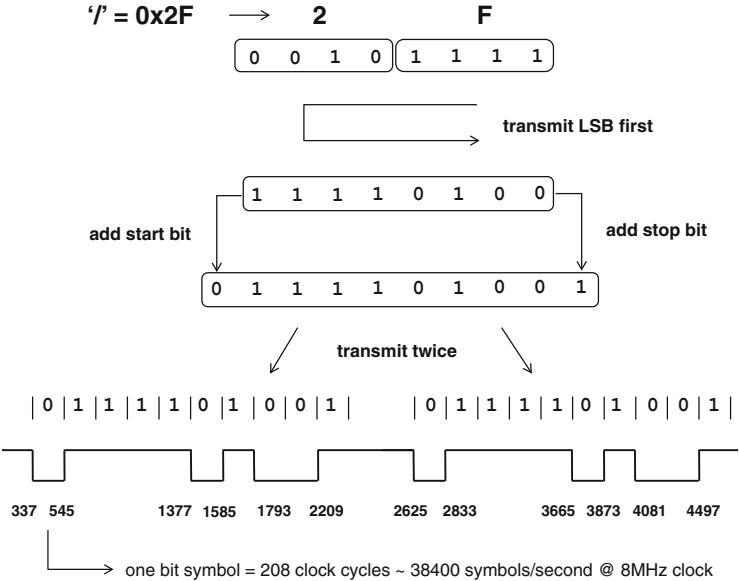 ‘/’ = 0x2F 2 F
0 0 1 0 1 1 1 1
transmit LSB first
1 1 1 1 0 1 0 0
add start bit
add stop bit
0 1 1 1 1 0 1 0 0 1
transmit twice
| 0 | 1 | 1 | 1 | 1 | 0 | 1 | 0 | 0 | 1 | | 0 | 1 | 1 | 1 | 1 | 0 | 1 | 0 | 0 | 1 |
337 545 1377 1585 1793 2209 2625 2833 3665 3873 4081 4497
one bit symbol = 208 clock cycles ~ 38400 symbols/second @ 8MHz clock